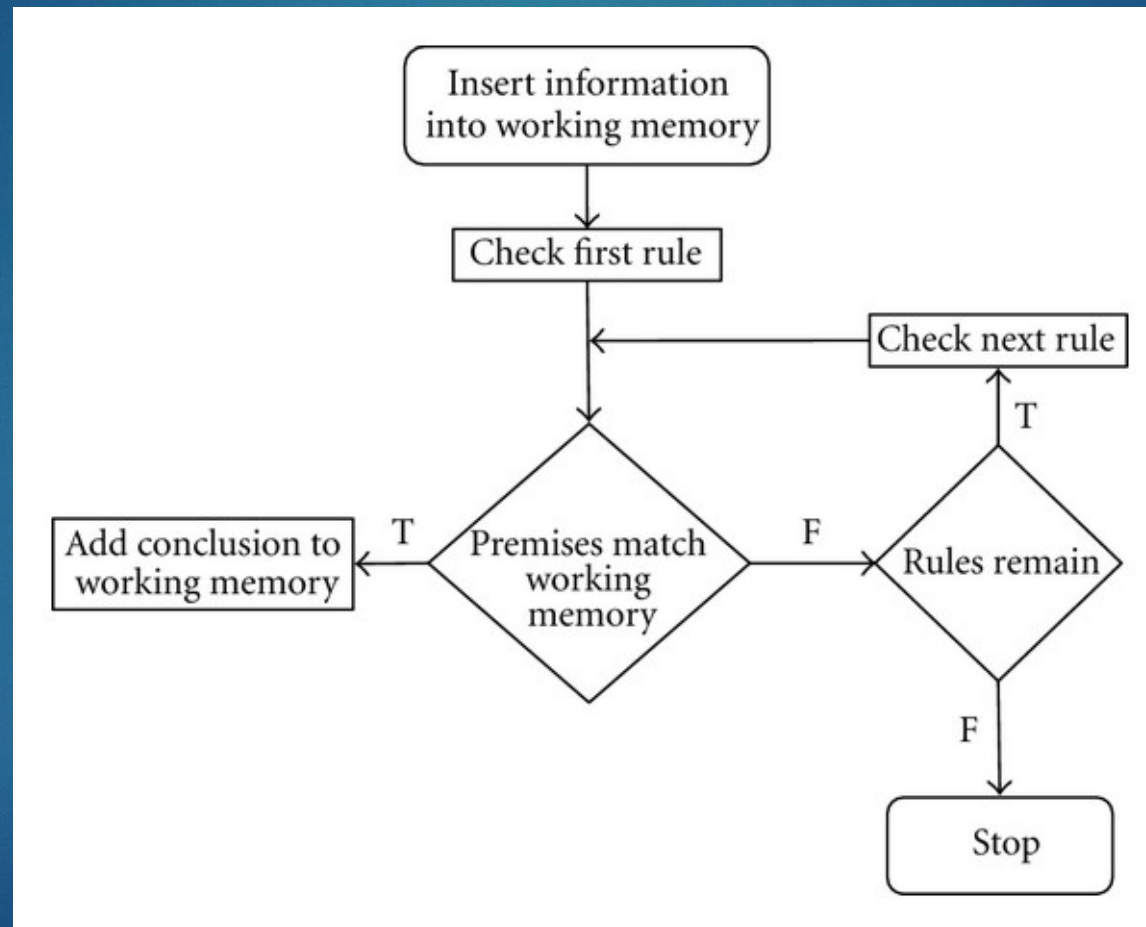 Insert information
into working memory
Check first rule
Check next rule
T
Add conclusion to
working memory
T
Premises match
working
memory
F
Rules remain
F
Stop